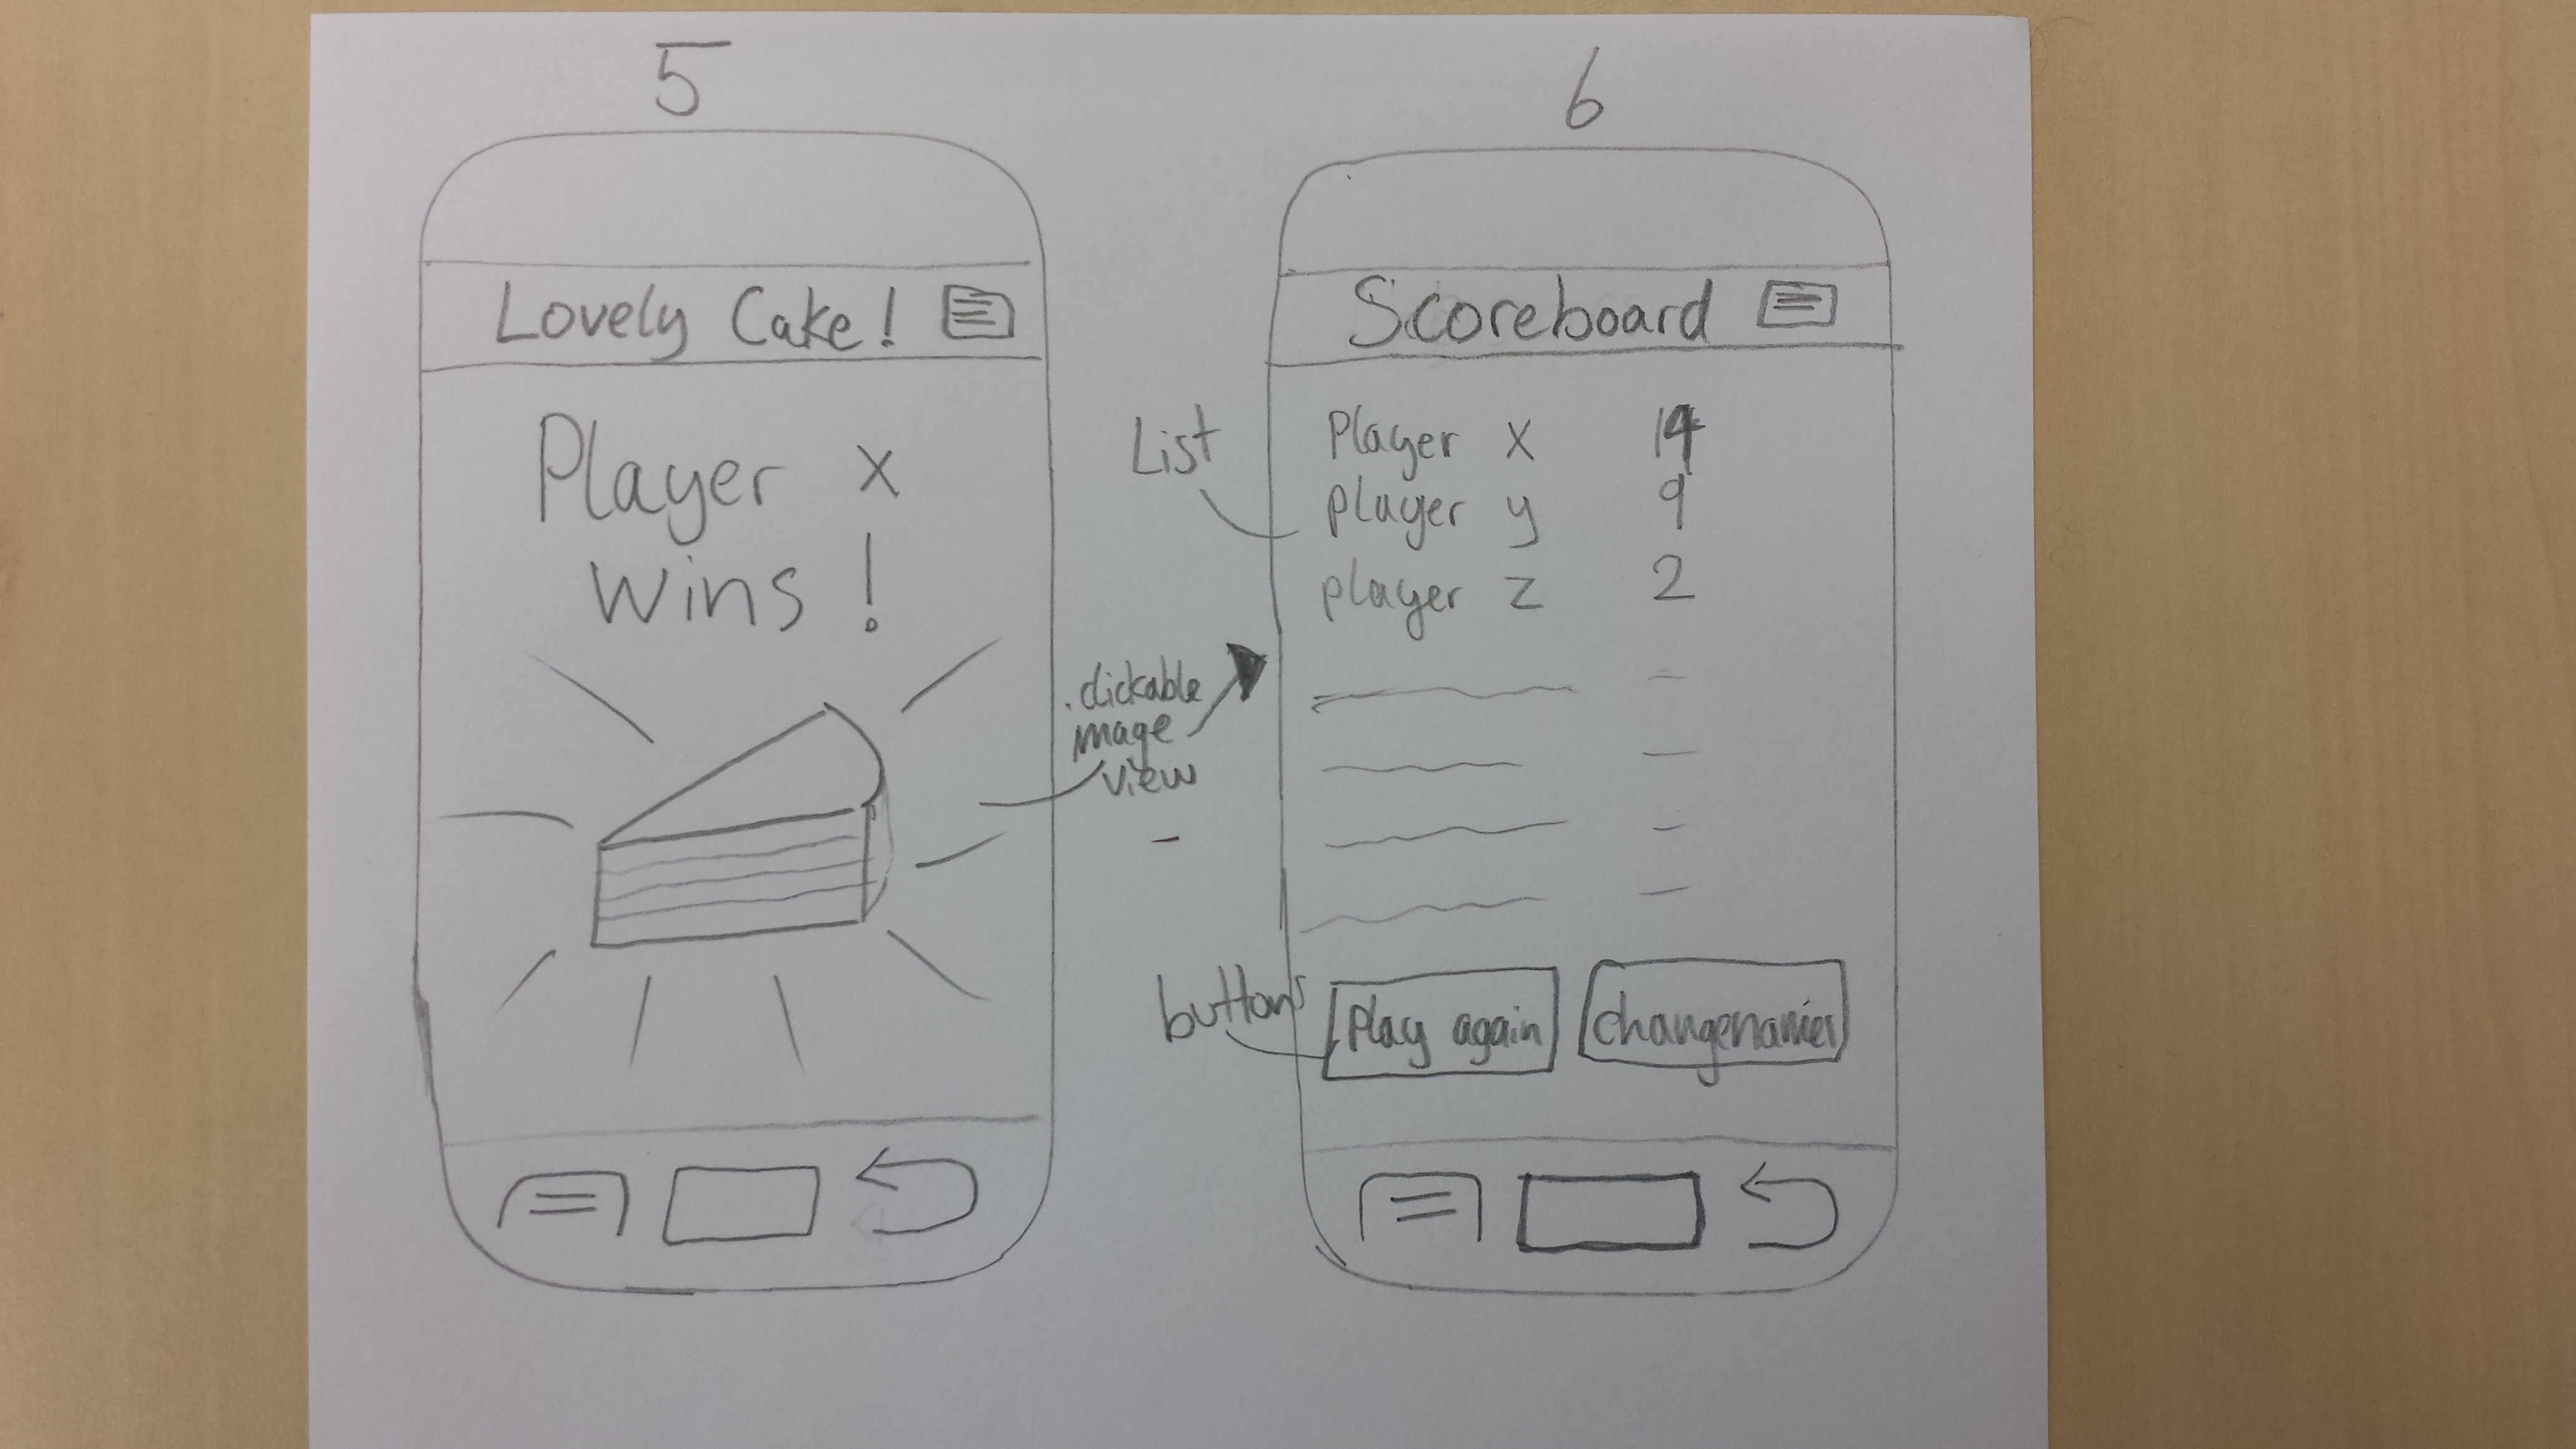 5
Lovely Cake!
Player x
wins!
clickable
image
view
6
Scoreboard
List
Player x 14
player y 9
player z 2
buttons
Play again
changenames